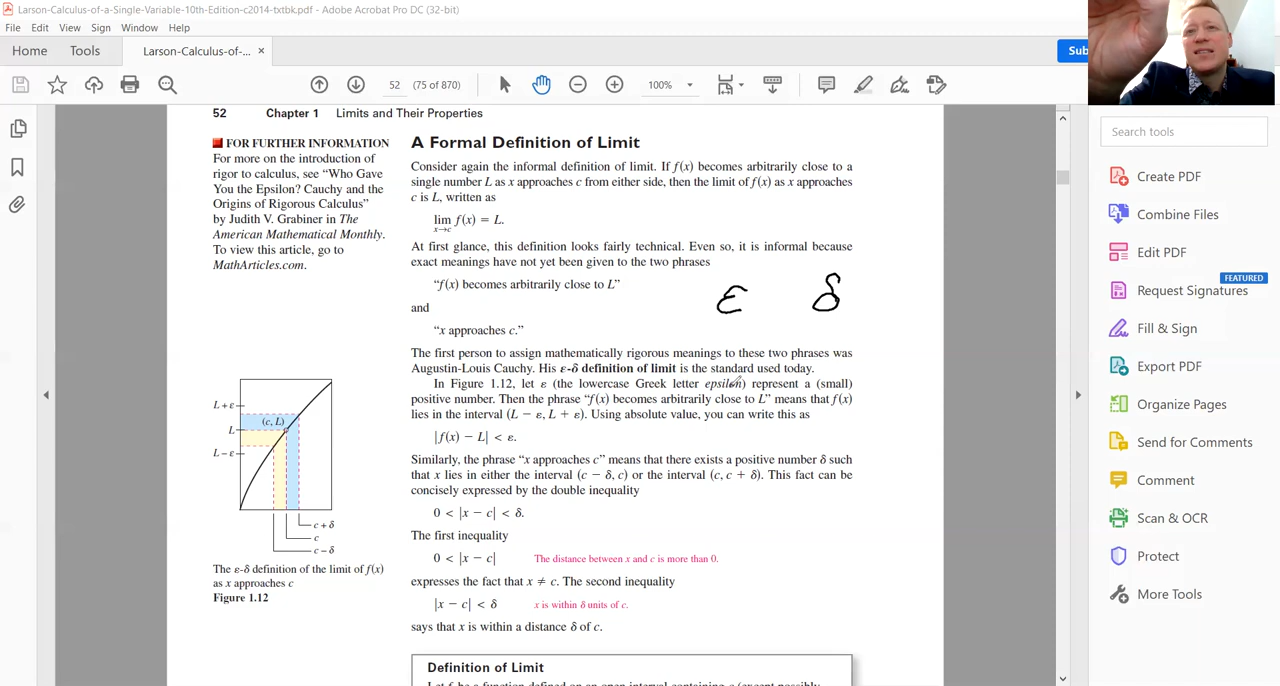 Larson-Calculus-of-a-Single-Variable-10th-Edition-c2014-txtbk.pdf - Adobe Acrobat Pro DC (32-bit)
File Edit View Sign Window Help
Home Tools Larson-Calculus-of-... ×
Sub
52 (75 of 870) 100%
52 Chapter 1 Limits and Their Properties
FOR FURTHER INFORMATION
For more on the introduction of
rigor to calculus, see “Who Gave
You the Epsilon? Cauchy and the
Origins of Rigorous Calculus”
by Judith V. Grabiner in The
American Mathematical Monthly.
To view this article, go to
MathArticles.com.
L + ε
(c, L)
L
L − ε
c + δ
c
c − δ
The ε-δ definition of the limit of f(x)
as x approaches c
Figure 1.12
A Formal Definition of Limit
Consider again the informal definition of limit. If f(x) becomes arbitrarily close to a
single number L as x approaches c from either side, then the limit of f(x) as x approaches
c is L, written as
lim f(x) = L.
x→c
At first glance, this definition looks fairly technical. Even so, it is informal because
exact meanings have not yet been given to the two phrases
“f(x) becomes arbitrarily close to L”
ε δ
and
“x approaches c.”
The first person to assign mathematically rigorous meanings to these two phrases was
Augustin-Louis Cauchy. His ε-δ definition of limit is the standard used today.
In Figure 1.12, let ε (the lowercase Greek letter epsilon) represent a (small)
positive number. Then the phrase “f(x) becomes arbitrarily close to L” means that f(x)
lies in the interval (L − ε, L + ε). Using absolute value, you can write this as
|f(x) − L| < ε.
Similarly, the phrase “x approaches c” means that there exists a positive number δ such
that x lies in either the interval (c − δ, c) or the interval (c, c + δ). This fact can be
concisely expressed by the double inequality
0 < |x − c| < δ.
The first inequality
0 < |x − c| The distance between x and c is more than 0.
expresses the fact that x ≠ c. The second inequality
|x − c| < δ x is within δ units of c.
says that x is within a distance δ of c.
Definition of Limit
Search tools
Create PDF
Combine Files
Edit PDF
FEATURED
Request Signatures
Fill & Sign
Export PDF
Organize Pages
Send for Comments
Comment
Scan & OCR
Protect
More Tools